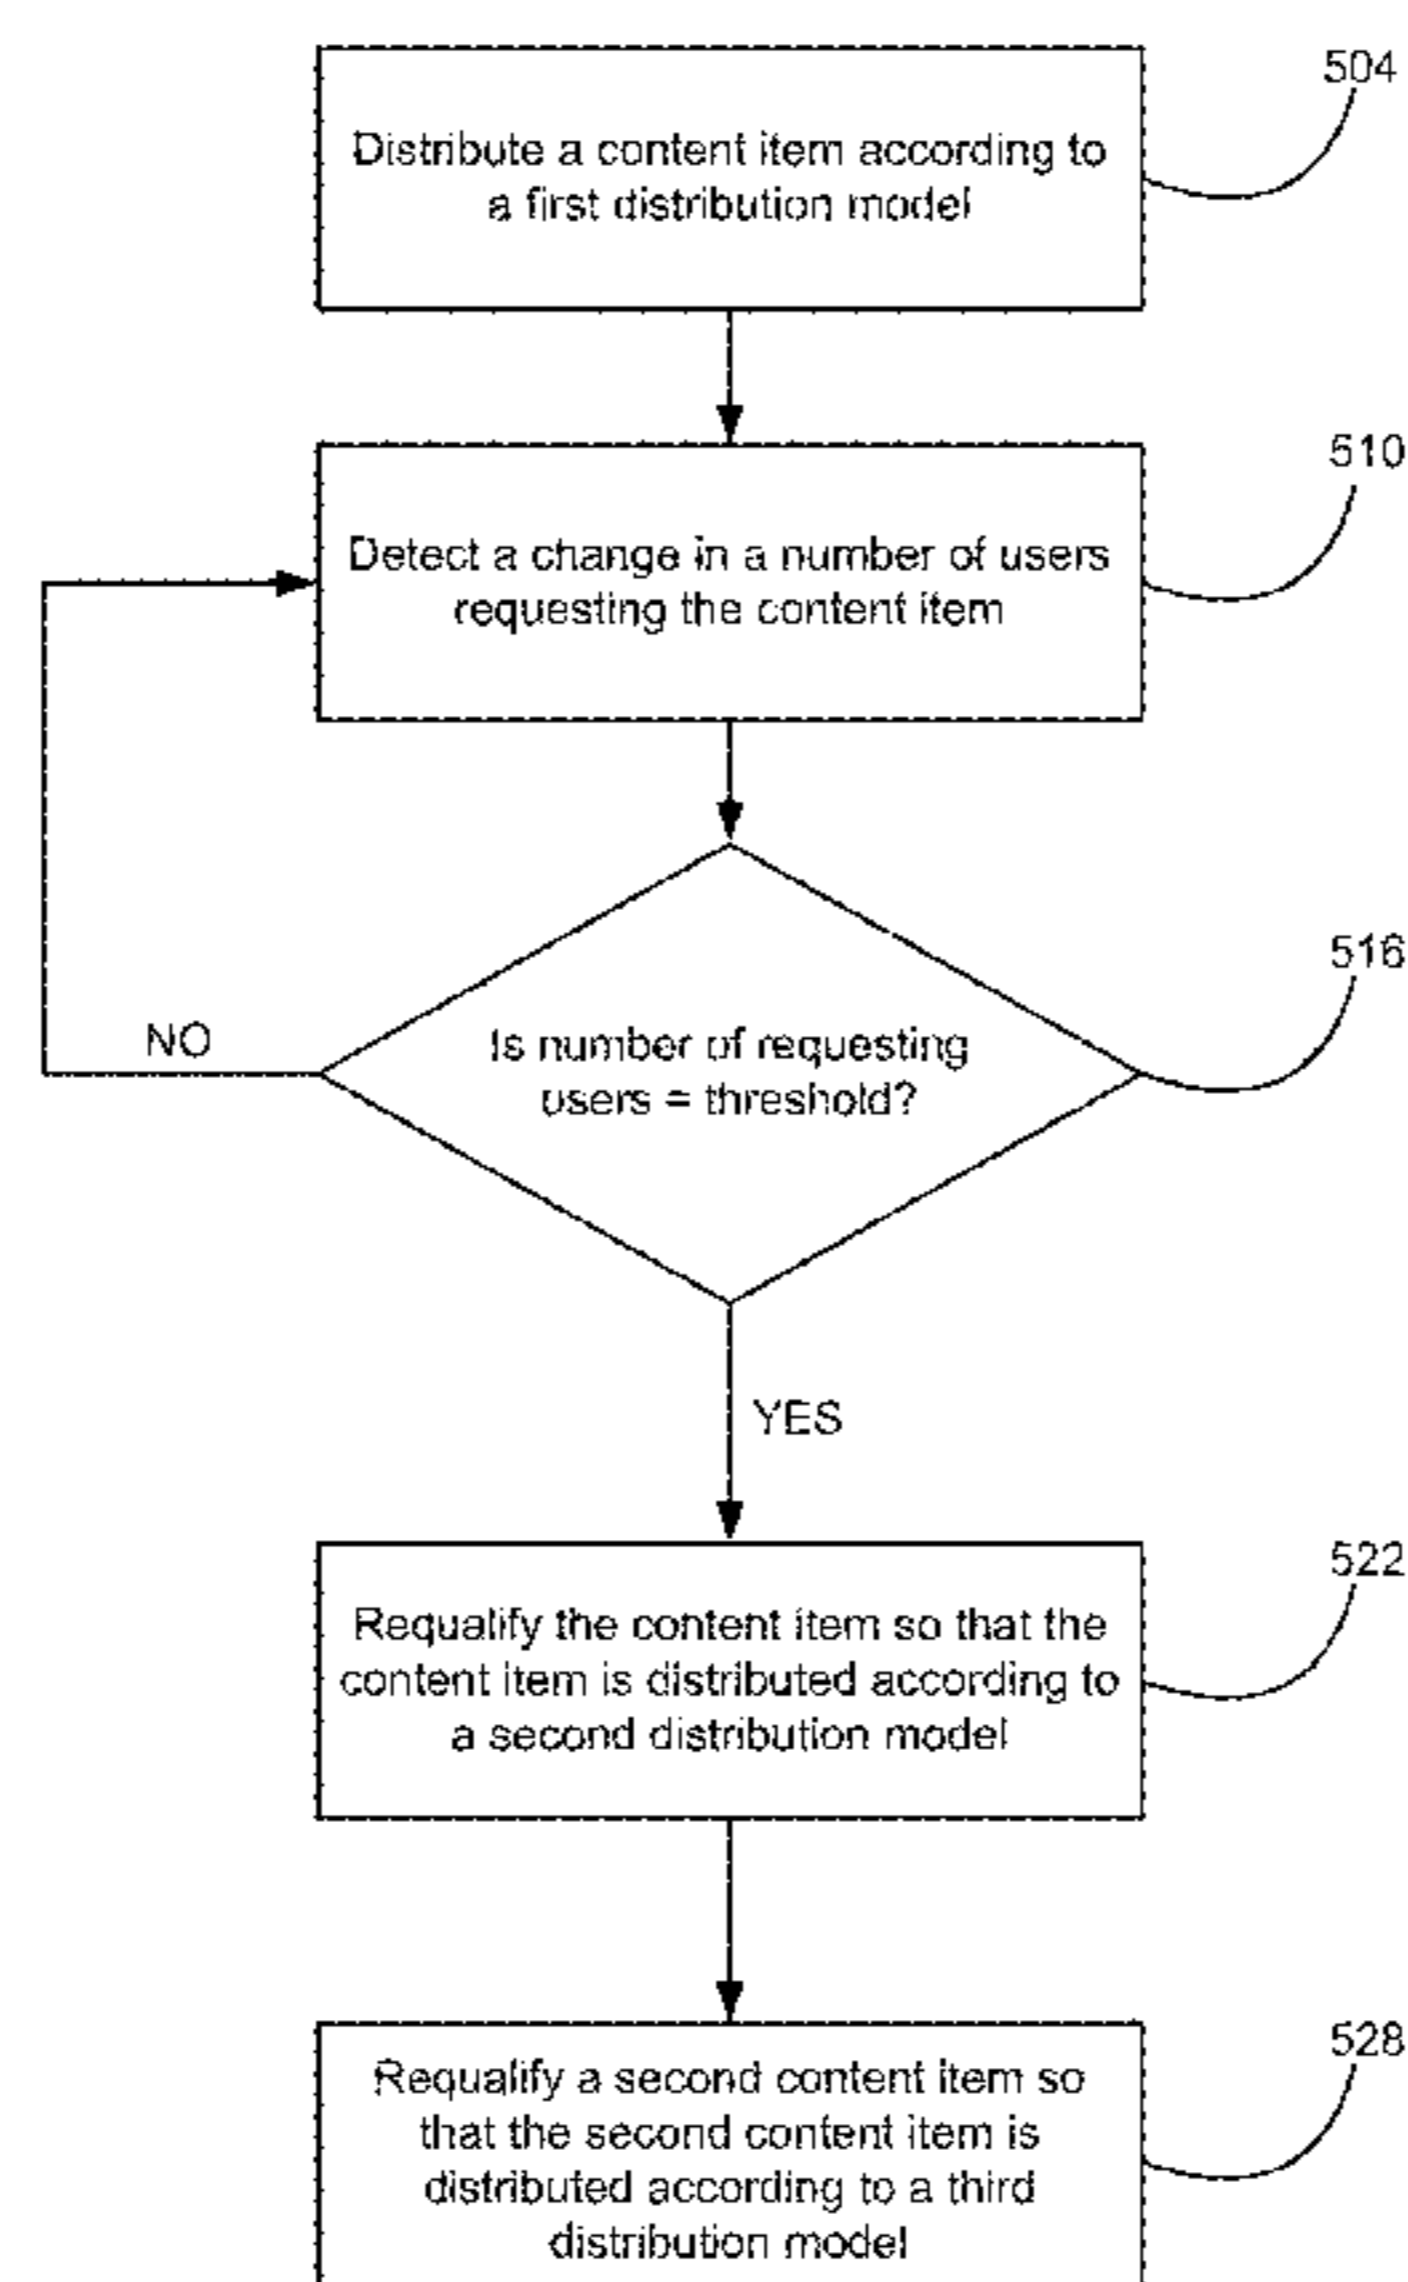 504
Distribute a content item according to
a first distribution model
510
Detect a change in a number of users
requesting the content item
516
NO
Is number of requesting
users = threshold?
YES
522
Requalify the content item so that the
content item is distributed according to
a second distribution model
528
Requalify a second content item so
that the second content item is
distributed according to a third
distribution model